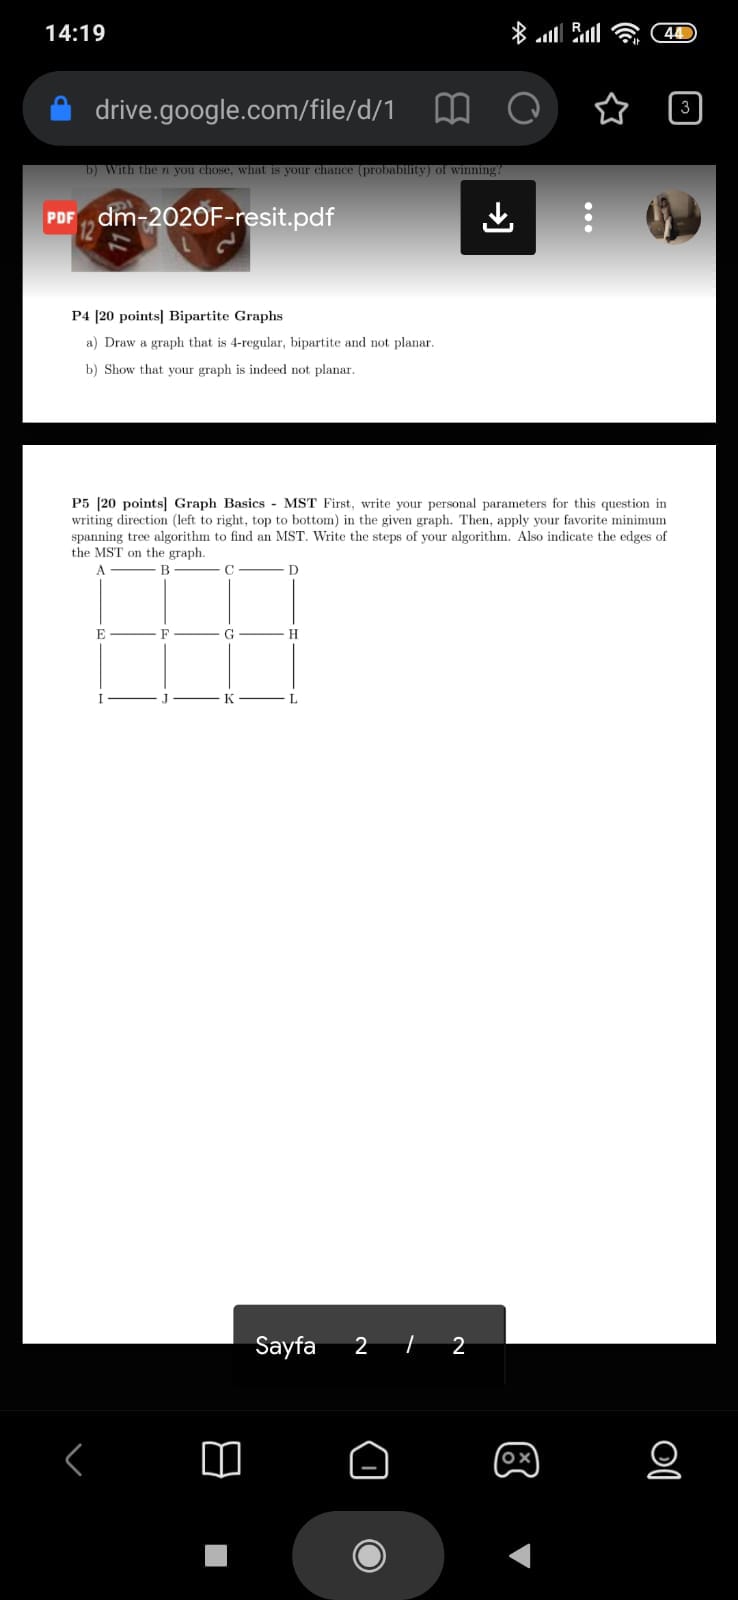 14:19
R
44
drive.google.com/file/d/1
3
b) With the n you chose, what is your chance (probability) of winning?
PDF dm-2020F-resit.pdf
12
11
1
2
P4 [20 points] Bipartite Graphs
a) Draw a graph that is 4-regular, bipartite and not planar.
b) Show that your graph is indeed not planar.
P5 [20 points] Graph Basics - MST First, write your personal parameters for this question in
writing direction (left to right, top to bottom) in the given graph. Then, apply your favorite minimum
spanning tree algorithm to find an MST. Write the steps of your algorithm. Also indicate the edges of
the MST on the graph.
A B C D
E F G H
I J K L
Sayfa 2 / 2